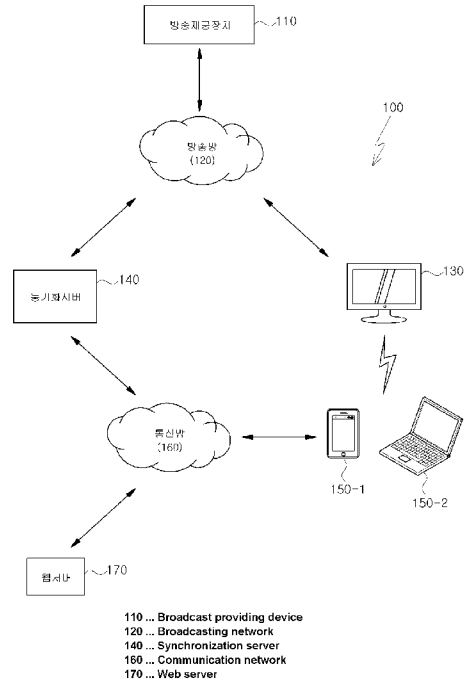 방송제공장치
110
100
방송망
(120)
140
130
동기화서버
통신망
(160)
150-1
150-2
웹서버
170
110 ... Broadcast providing device
120 ... Broadcasting network
140 ... Synchronization server
160 ... Communication network
170 ... Web server